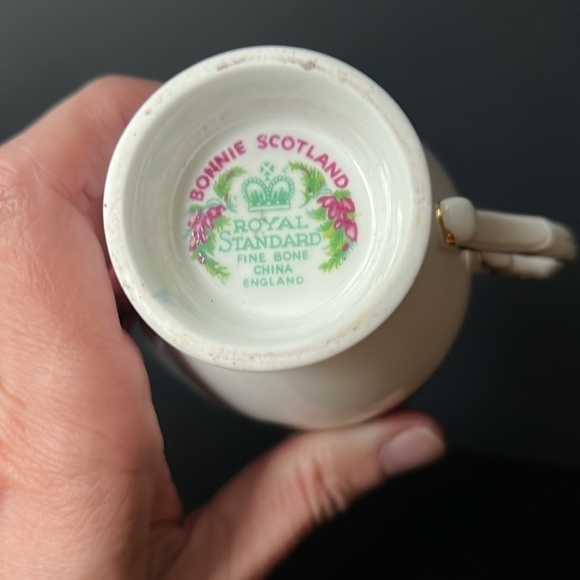 BONNIE SCOTLAND
ROYAL
STANDARD
FINE BONE
CHINA
ENGLAND